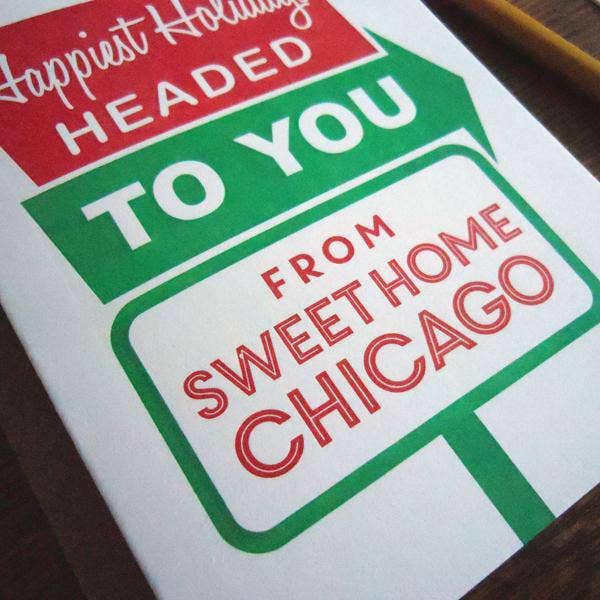 Happiest Holidays
HEADED
TO YOU
FROM
SWEET HOME
CHICAGO